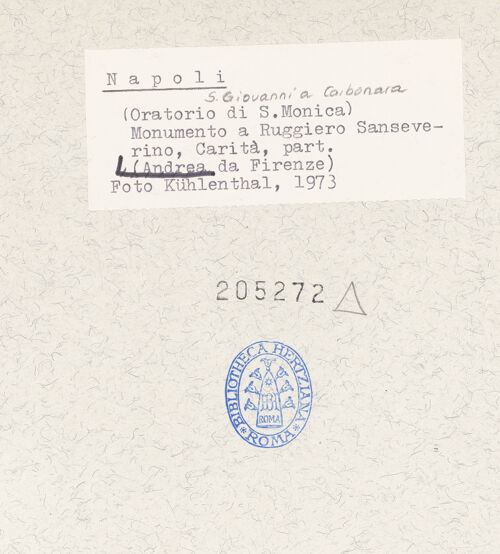 Napoli
S. Giovanni a Carbonara
(Oratorio di S.Monica)
Monumento a Ruggiero Sanseve-
rino, Carità, part.
(Andrea da Firenze)
Foto Kühlenthal, 1973
205272
BIBLIOTHECA HERTZIANA
ROMA
ROMA